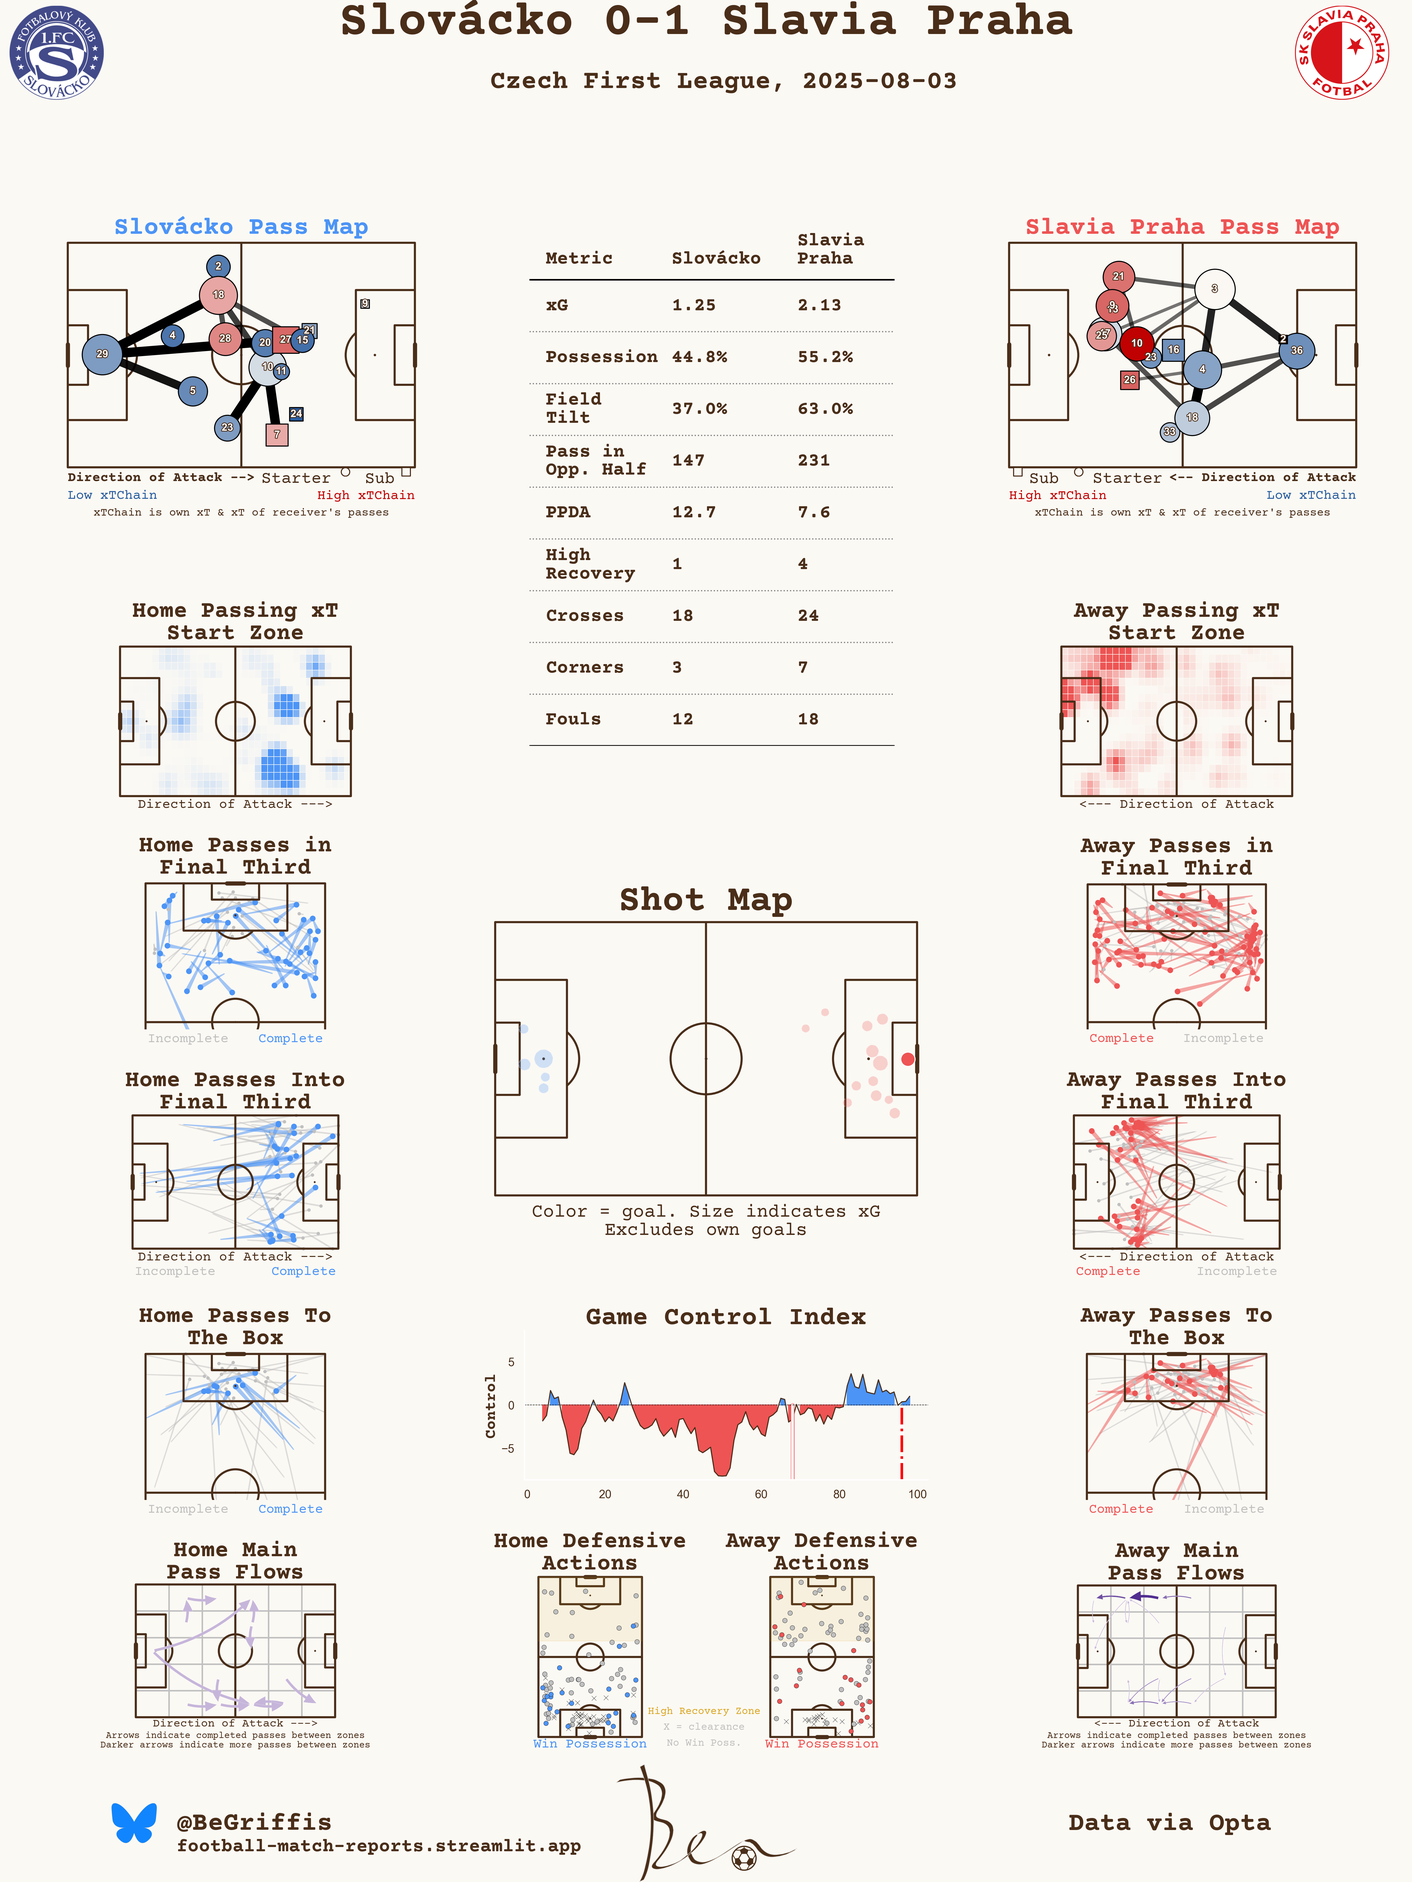 Slovácko 0-1 Slavia Praha
Czech First League, 2025-08-03
FOTBALOVÝ KLUB
1.FC
S
SLOVÁCKO
SK SLAVIA PRAHA
FOTBAL
Slovácko Pass Map
2
18
9
4
28
20
27
21
15
29
10
11
5
24
23
7
Direction of Attack --> Starter Sub
Low xTChain High xTChain
xTChain is own xT & xT of receiver's passes
Metric Slovácko Slavia Praha
xG 1.25 2.13
Possession 44.8% 55.2%
Field Tilt 37.0% 63.0%
Pass in Opp. Half 147 231
PPDA 12.7 7.6
High Recovery 1 4
Crosses 18 24
Corners 3 7
Fouls 12 18
Slavia Praha Pass Map
21
3
9
25
10
16
23
2
36
4
26
18
33
Sub Starter <-- Direction of Attack
High xTChain Low xTChain
xTChain is own xT & xT of receiver's passes
Home Passing xT
Start Zone
Direction of Attack --->
Away Passing xT
Start Zone
<--- Direction of Attack
Home Passes in
Final Third
Incomplete Complete
Away Passes in
Final Third
Complete Incomplete
Shot Map
Color = goal. Size indicates xG
Excludes own goals
Home Passes Into
Final Third
Direction of Attack --->
Incomplete Complete
Away Passes Into
Final Third
<--- Direction of Attack
Complete Incomplete
Home Passes To
The Box
Incomplete Complete
Game Control Index
Control
5
0
−5
0 20 40 60 80 100
Away Passes To
The Box
Complete Incomplete
Home Main
Pass Flows
Direction of Attack --->
Arrows indicate completed passes between zones
Darker arrows indicate more passes between zones
Home Defensive
Actions
Win Possession
High Recovery Zone
X = clearance
No Win Poss.
Away Defensive
Actions
Win Possession
Away Main
Pass Flows
<--- Direction of Attack
Arrows indicate completed passes between zones
Darker arrows indicate more passes between zones
@BeGriffis
football-match-reports.streamlit.app
Ben
Data via Opta